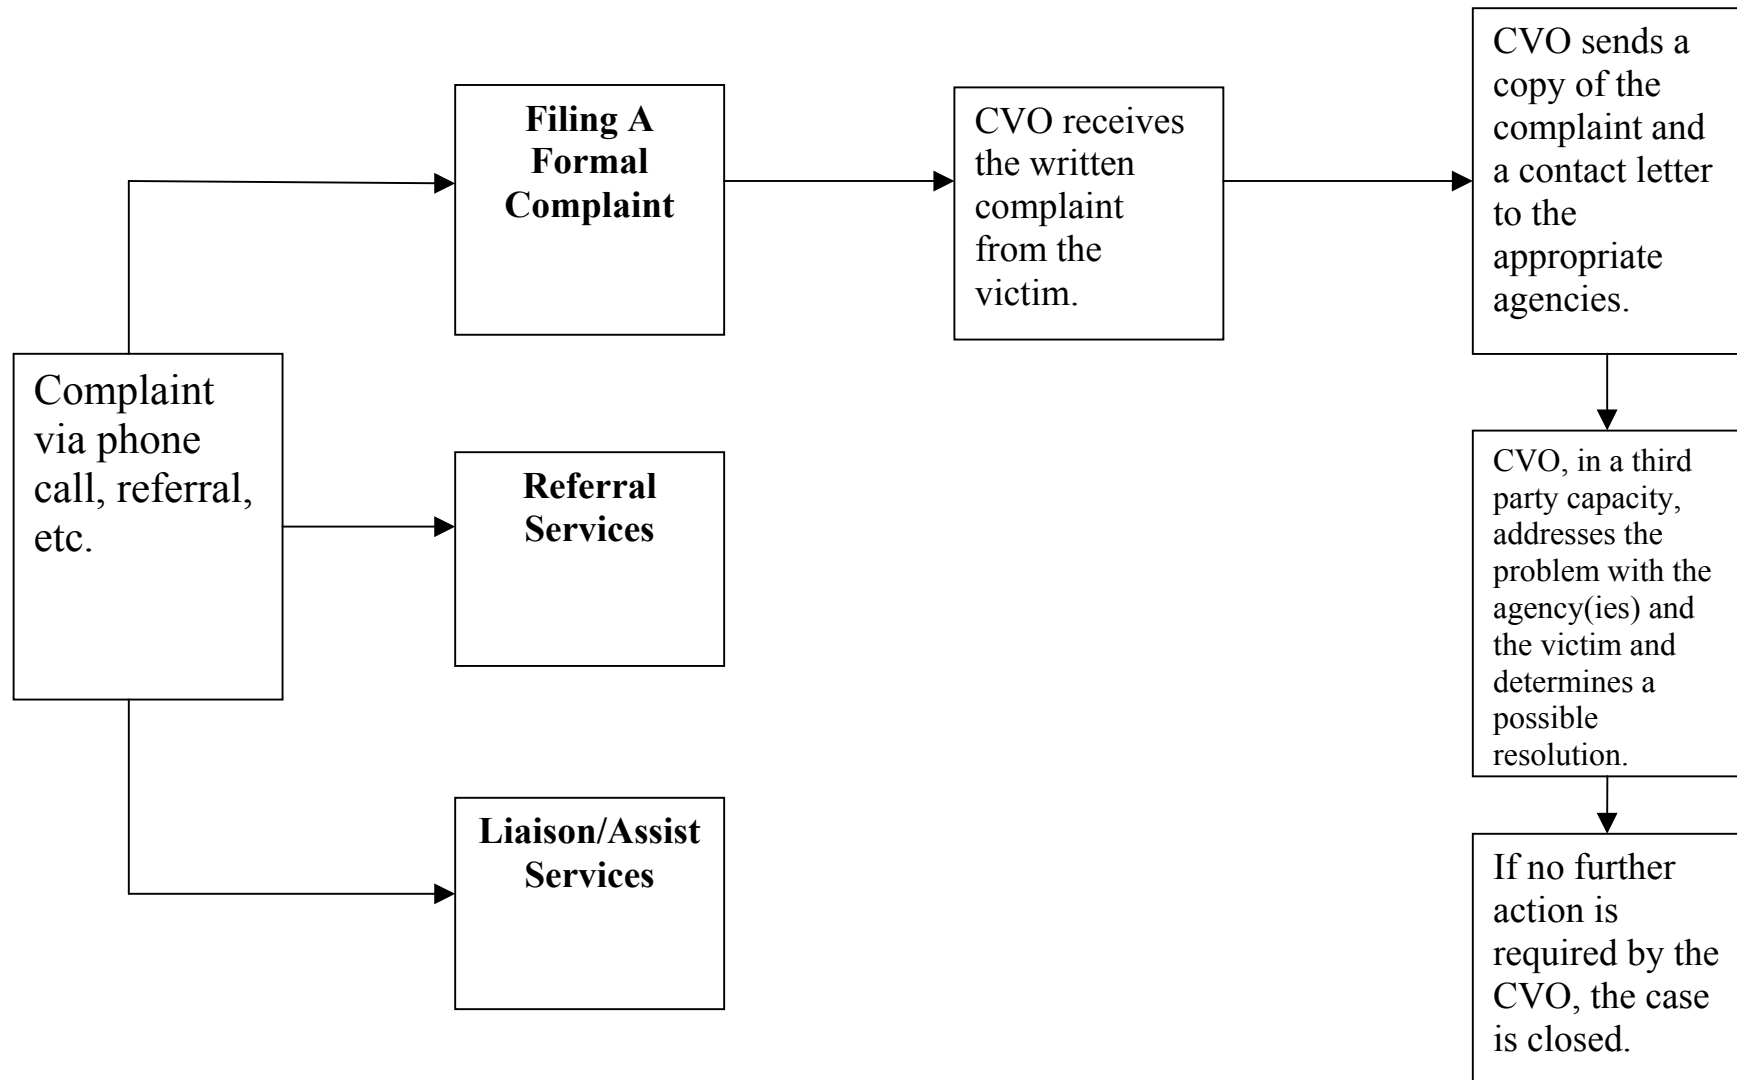 Complaint
via phone
call, referral,
etc.
Filing A
Formal
Complaint
CVO receives
the written
complaint
from the
victim.
CVO sends a
copy of the
complaint and
a contact letter
to the
appropriate
agencies.
CVO, in a third
party capacity,
addresses the
problem with the
agency(ies) and
the victim and
determines a
possible
resolution.
If no further
action is
required by the
CVO, the case
is closed.
Referral
Services
Liaison/Assist
Services